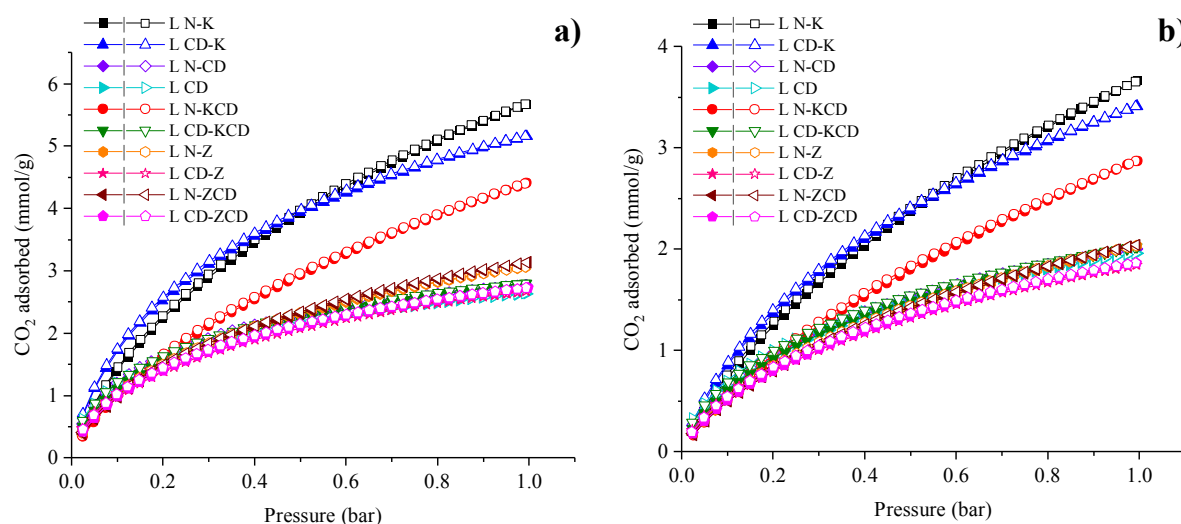 a)
L N-K
L CD-K
L N-CD
L CD
L N-KCD
L CD-KCD
L N-Z
L CD-Z
L N-ZCD
L CD-ZCD
CO2 adsorbed (mmol/g)
6
5
4
3
2
1
0
0.0 0.2 0.4 0.6 0.8 1.0
Pressure (bar)
b)
L N-K
L CD-K
L N-CD
L CD
L N-KCD
L CD-KCD
L N-Z
L CD-Z
L N-ZCD
L CD-ZCD
CO2 adsorbed (mmol/g)
4
3
2
1
0
0.0 0.2 0.4 0.6 0.8 1.0
Pressure (bar)